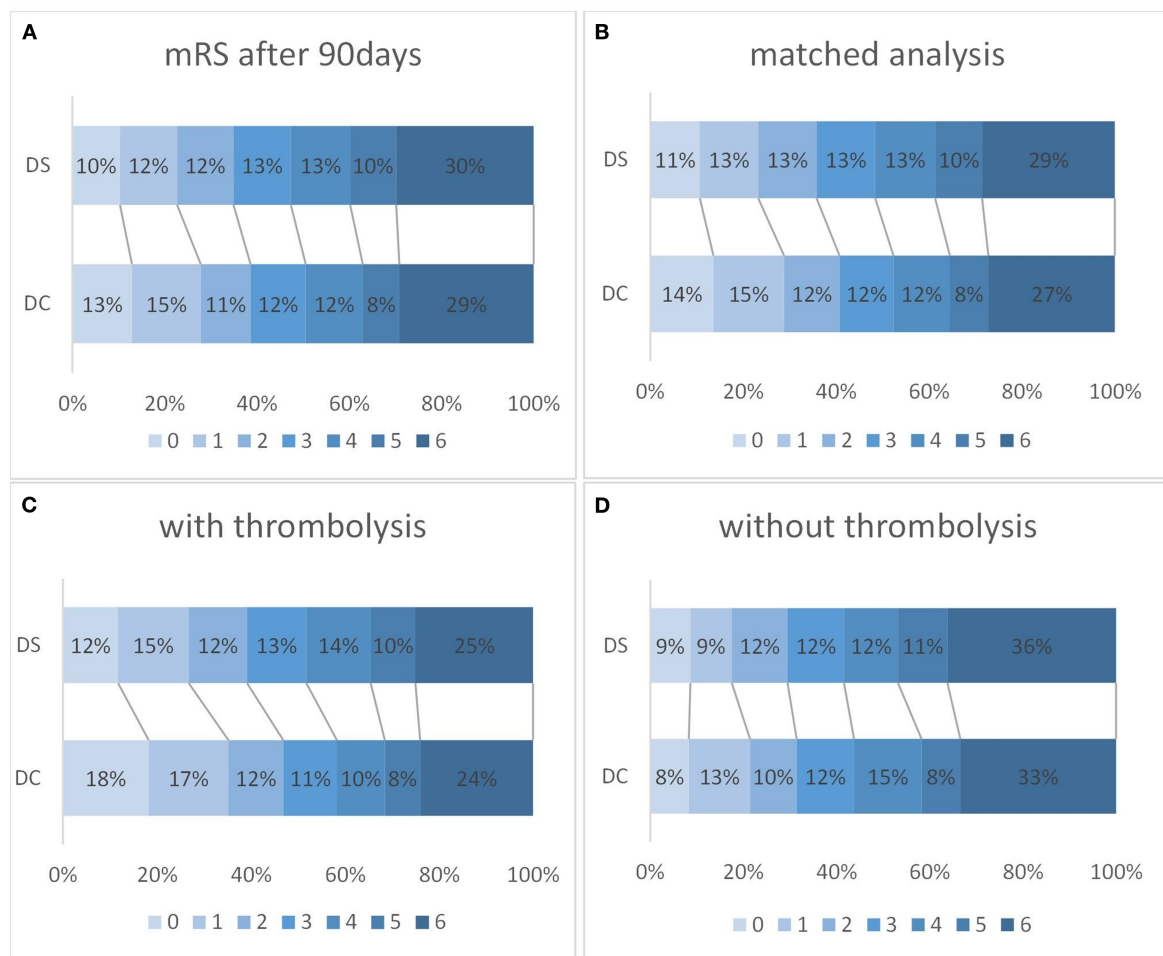 A
mRS after 90days
DS 10% 12% 12% 13% 13% 10% 30%
DC 13% 15% 11% 12% 12% 8% 29%
0% 20% 40% 60% 80% 100%
0 1 2 3 4 5 6
B
matched analysis
DS 11% 13% 13% 13% 13% 10% 29%
DC 14% 15% 12% 12% 12% 8% 27%
0% 20% 40% 60% 80% 100%
0 1 2 3 4 5 6
C
with thrombolysis
DS 12% 15% 12% 13% 14% 10% 25%
DC 18% 17% 12% 11% 10% 8% 24%
0% 20% 40% 60% 80% 100%
0 1 2 3 4 5 6
D
without thrombolysis
DS 9% 9% 12% 12% 12% 11% 36%
DC 8% 13% 10% 12% 15% 8% 33%
0% 20% 40% 60% 80% 100%
0 1 2 3 4 5 6